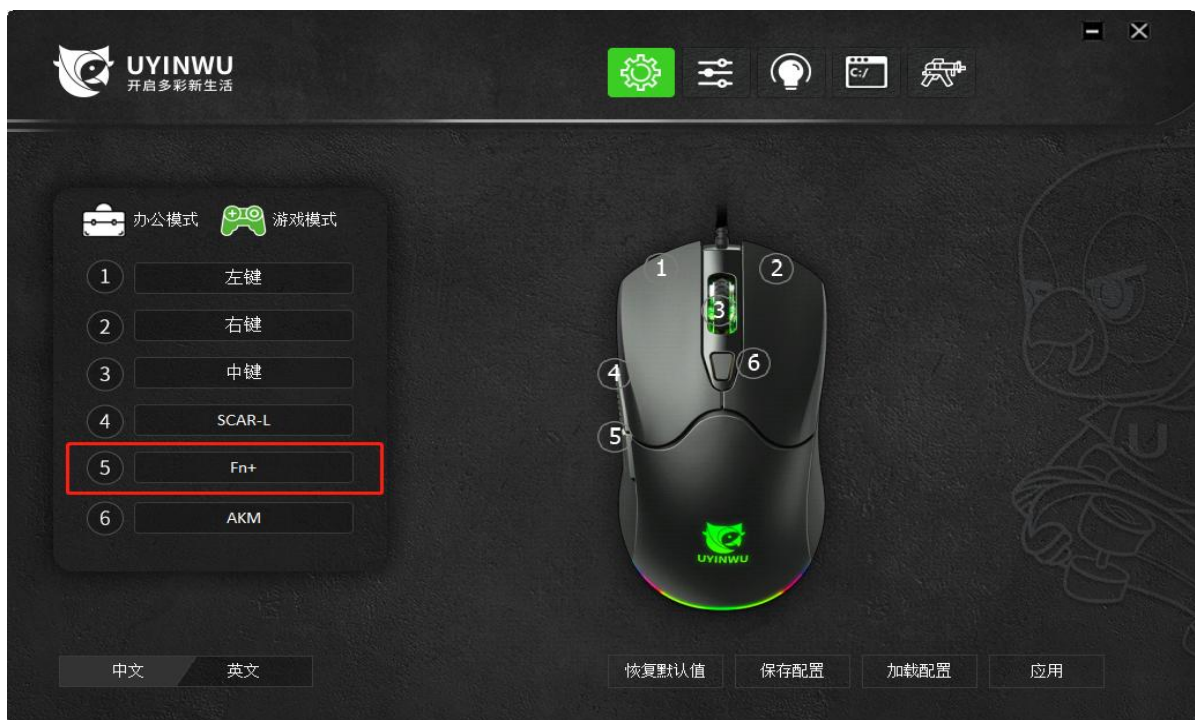 UYINWU
开启多彩新生活
C:/
办公模式 游戏模式
1 左键
2 右键
3 中键
4 SCAR-L
5 Fn+
6 AKM
1 2
3
6
4
5
UYINWU
U
中文 英文
恢复默认值 保存配置 加载配置 应用